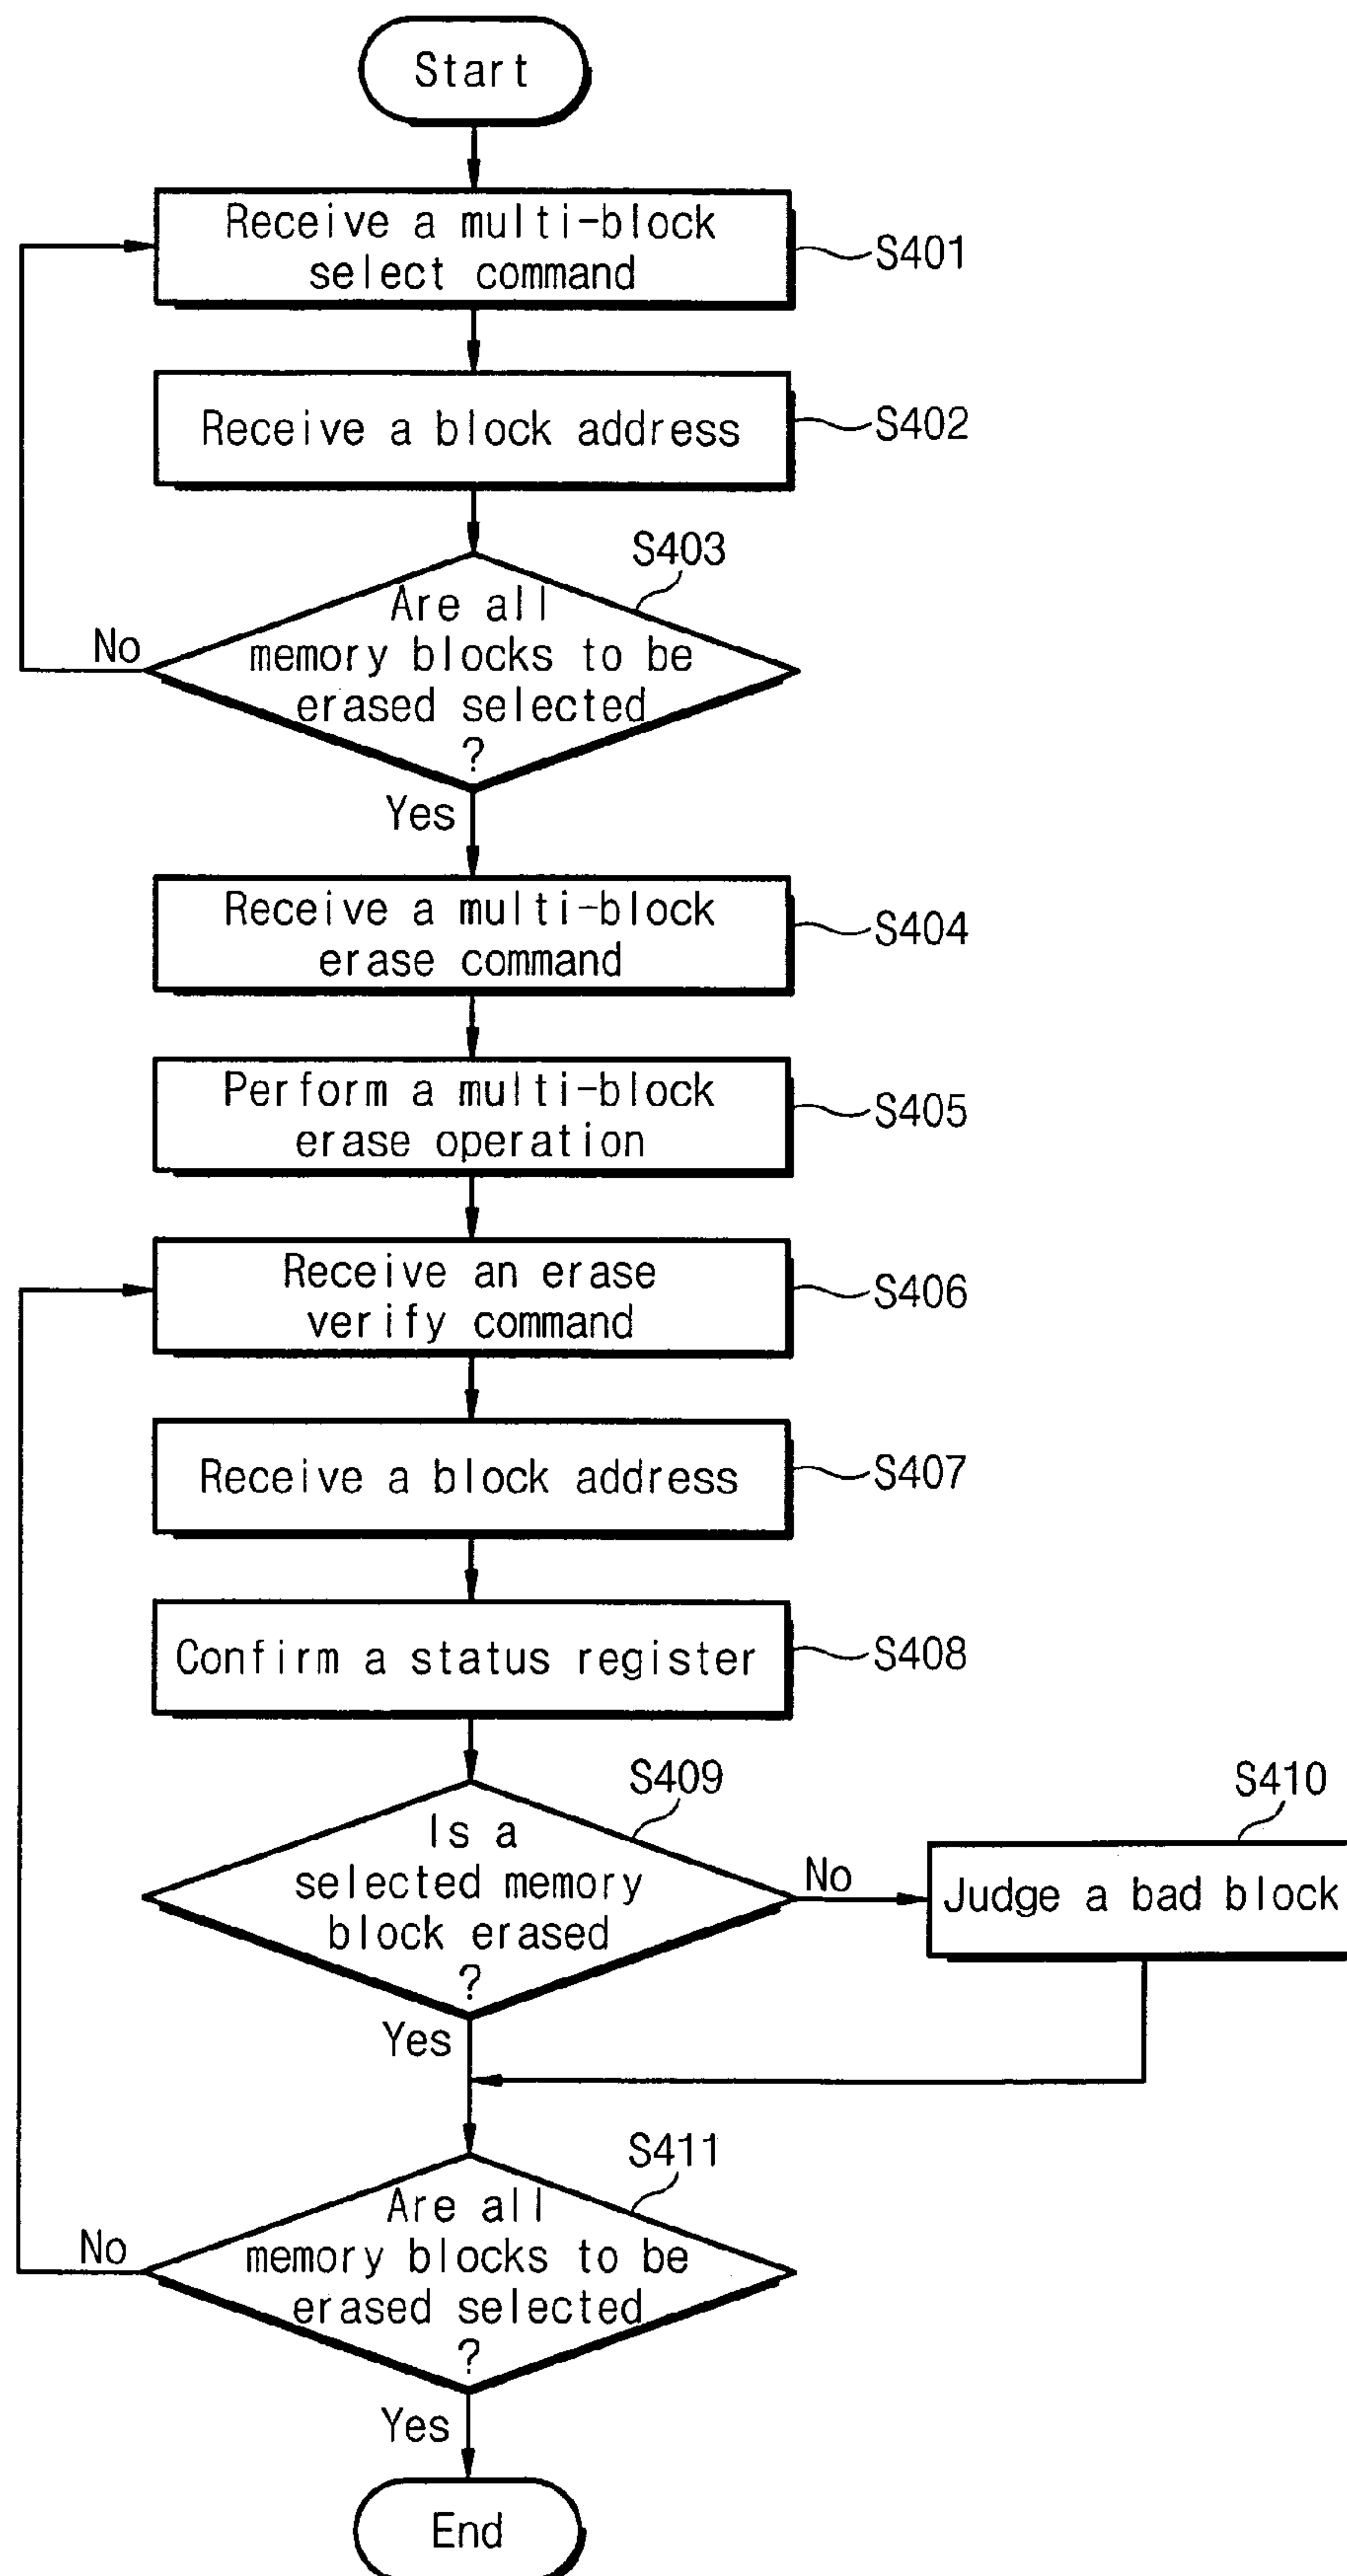 Start
Receive a multi-block
select command
S401
Receive a block address
S402
S403
Are all
memory blocks to be
erased selected
?
No
Yes
Receive a multi-block
erase command
S404
Perform a multi-block
erase operation
S405
Receive an erase
verify command
S406
Receive a block address
S407
Confirm a status register
S408
S409
Is a
selected memory
block erased
?
No
Yes
S410
Judge a bad block
S411
Are all
memory blocks to be
erased selected
?
No
Yes
End